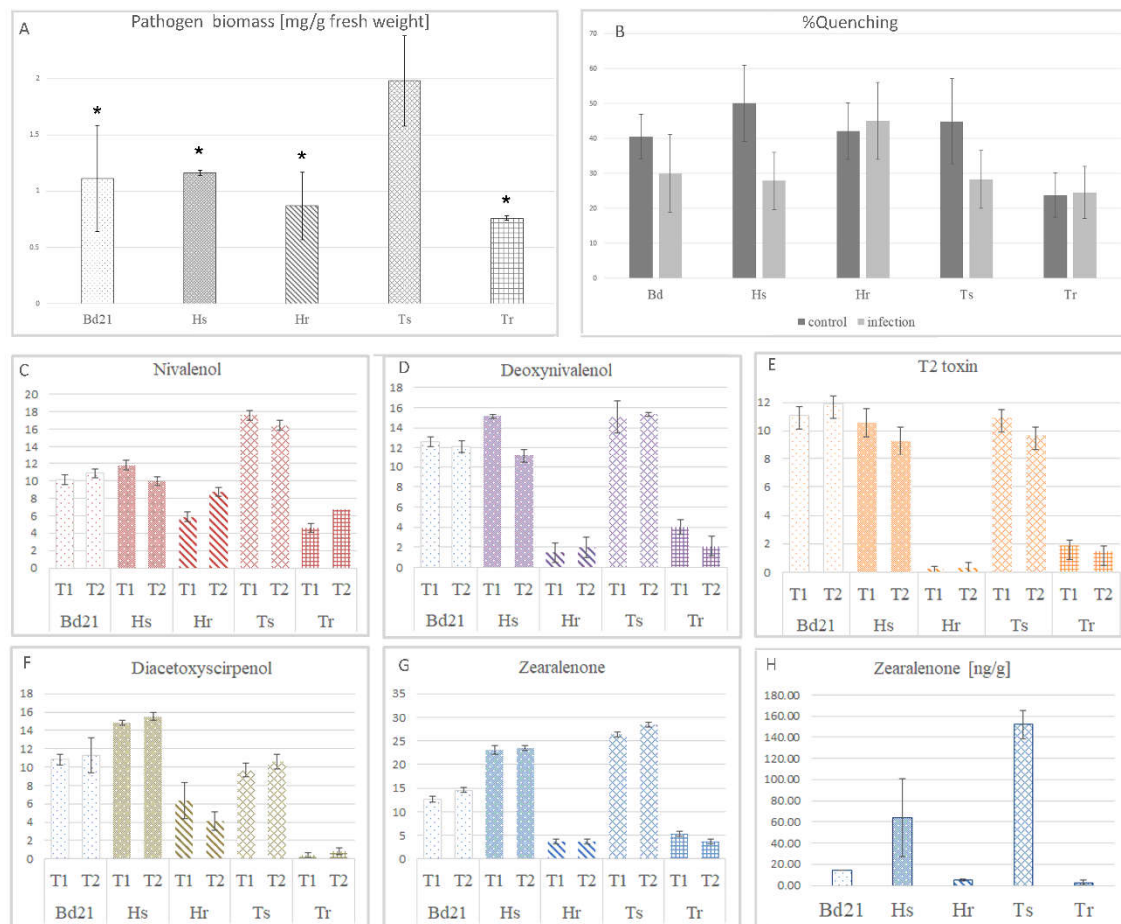 A
Pathogen biomass [mg/g fresh weight]
2
1.5
1
0.5
0
*
*
*
*
Bd21 Hs Hr Ts Tr
B
%Quenching
70
60
50
40
30
20
10
0
Bd Hs Hr Ts Tr
control infection
C
Nivalenol
20
18
16
14
12
10
8
6
4
2
0
T1 T2 T1 T2 T1 T2 T1 T2 T1 T2
Bd21 Hs Hr Ts Tr
D
Deoxynivalenol
18
16
14
12
10
8
6
4
2
0
T1 T2 T1 T2 T1 T2 T1 T2 T1 T2
Bd21 Hs Hr Ts Tr
E
T2 toxin
12
10
8
6
4
2
0
T1 T2 T1 T2 T1 T2 T1 T2 T1 T2
Bd21 Hs Hr Ts Tr
F
Diacetoxyscirpenol
18
16
14
12
10
8
6
4
2
0
T1 T2 T1 T2 T1 T2 T1 T2 T1 T2
Bd21 Hs Hr Ts Tr
G
Zearalenone
35
30
25
20
15
10
5
0
T1 T2 T1 T2 T1 T2 T1 T2 T1 T2
Bd21 Hs Hr Ts Tr
H
Zearalenone [ng/g]
180.00
160.00
140.00
120.00
100.00
80.00
60.00
40.00
20.00
0.00
Bd21 Hs Hr Ts Tr